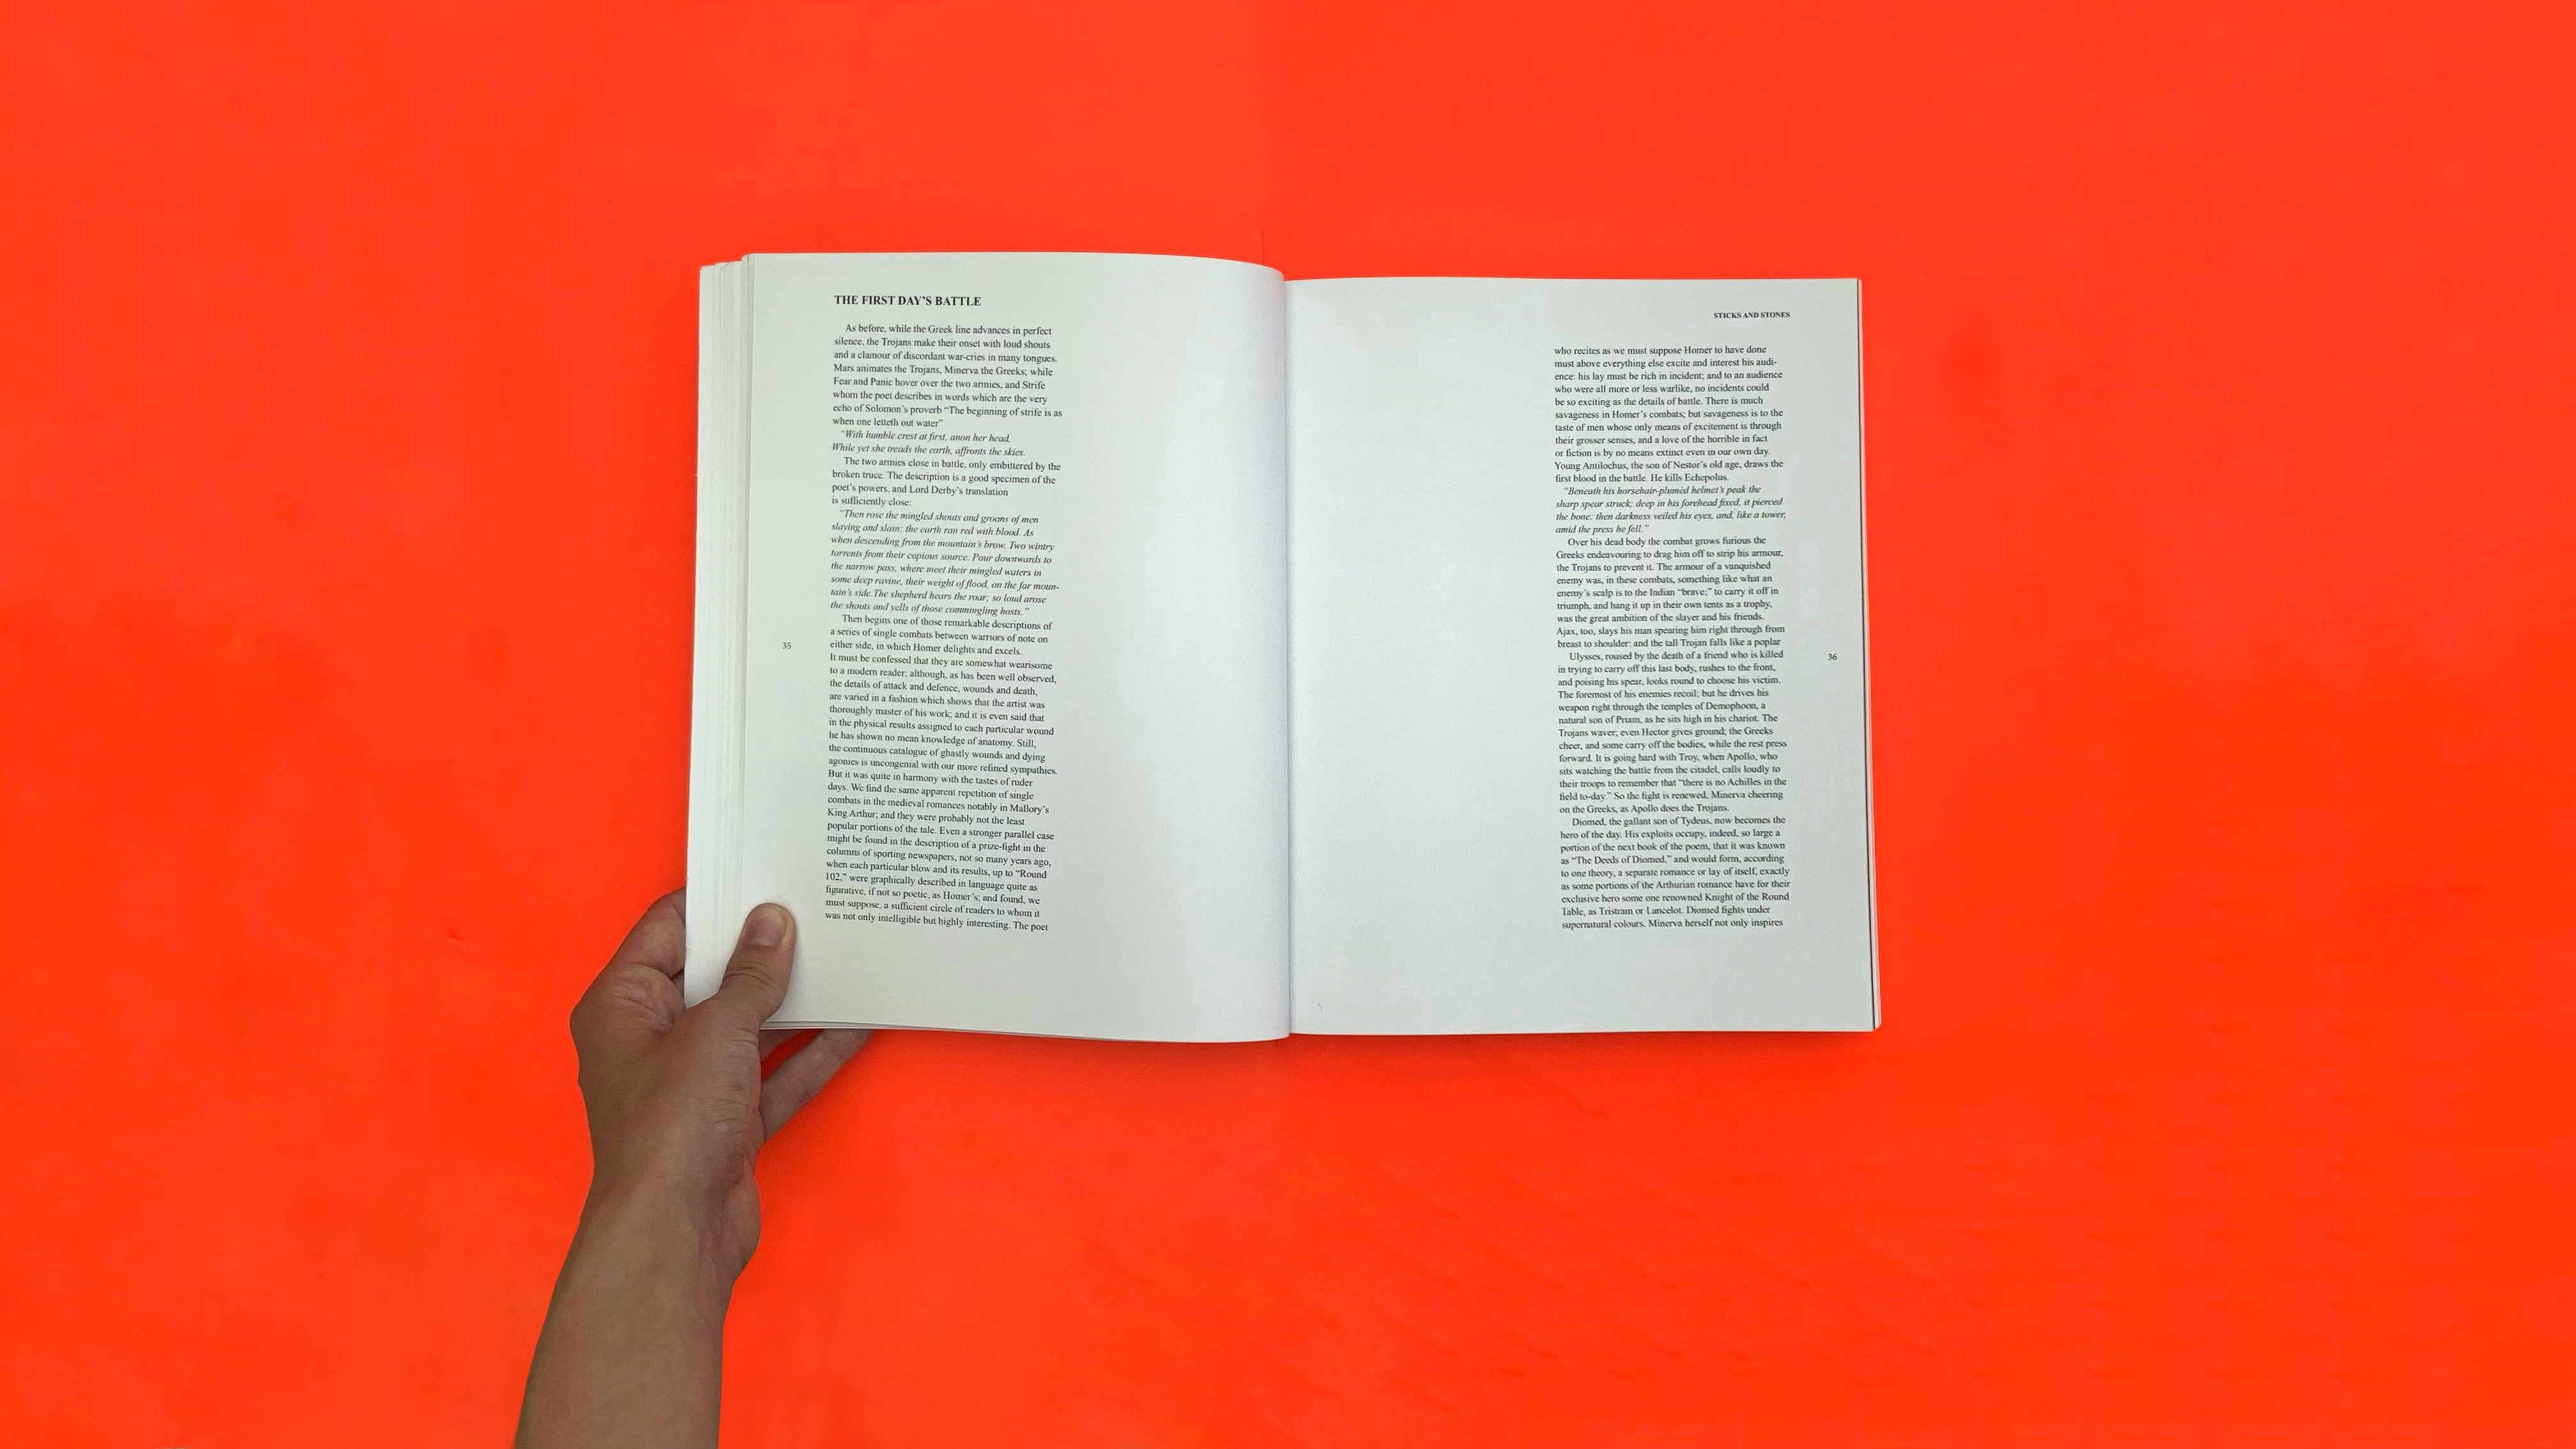 THE FIRST DAY'S BATTLE
As before, while the Greek line advances in perfect
silence, the Trojans make their onset with loud shouts
and a clamour of discordant war-cries in many tongues.
Mars animates the Trojans, Minerva the Greeks; while
Fear and Panic hover over the two armies, and Strife
whom the poet describes in words which are the very
echo of Solomon's proverb “The beginning of strife is as
when one letteth out water”
“With humble crest at first, anon her head,
While yet she treads the earth, affronts the skies.
The two armies close in battle, only embittered by the
broken truce. The description is a good specimen of the
poet's powers, and Lord Derby's translation
is sufficiently close:
“Then rose the mingled shouts and groans of men
slaying and slain; the earth ran red with blood. As
when descending from the mountain's brow. Two wintry
torrents from their copious source. Pour downwards to
the narrow pass, where meet their mingled waters in
some deep ravine, their weight of flood, on the far moun-
tain's side.The shepherd hears the roar; so loud arose
the shouts and yells of those commingling hosts.”
Then begins one of those remarkable descriptions of
a series of single combats between warriors of note on
either side, in which Homer delights and excels.
It must be confessed that they are somewhat wearisome
to a modern reader; although, as has been well observed,
the details of attack and defence, wounds and death,
are varied in a fashion which shows that the artist was
thoroughly master of his work; and it is even said that
in the physical results assigned to each particular wound
he has shown no mean knowledge of anatomy. Still,
the continuous catalogue of ghastly wounds and dying
agonies is uncongenial with our more refined sympathies.
But it was quite in harmony with the tastes of ruder
days. We find the same apparent repetition of single
combats in the medieval romances notably in Mallory's
King Arthur; and they were probably not the least
popular portions of the tale. Even a stronger parallel case
might be found in the description of a prize-fight in the
columns of sporting newspapers, not so many years ago,
when each particular blow and its results, up to “Round
102,” were graphically described in language quite as
figurative, if not so poetic, as Homer's; and found, we
must suppose, a sufficient circle of readers to whom it
was not only intelligible but highly interesting. The poet
35
STICKS AND STONES
who recites as we must suppose Homer to have done
must above everything else excite and interest his audi-
ence: his lay must be rich in incident; and to an audience
who were all more or less warlike, no incidents could
be so exciting as the details of battle. There is much
savageness in Homer's combats; but savageness is to the
taste of men whose only means of excitement is through
their grosser senses, and a love of the horrible in fact
or fiction is by no means extinct even in our own day.
Young Antilochus, the son of Nestor's old age, draws the
first blood in the battle. He kills Echepolus.
“Beneath his horsehair-plumèd helmet's peak the
sharp spear struck; deep in his forehead fixed, it pierced
the bone: then darkness veiled his eyes, and, like a tower,
amid the press he fell.”
Over his dead body the combat grows furious the
Greeks endeavouring to drag him off to strip his armour,
the Trojans to prevent it. The armour of a vanquished
enemy was, in these combats, something like what an
enemy's scalp is to the Indian “brave;” to carry it off in
triumph, and hang it up in their own tents as a trophy,
was the great ambition of the slayer and his friends.
Ajax, too, slays his man spearing him right through from
breast to shoulder: and the tall Trojan falls like a poplar
Ulysses, roused by the death of a friend who is killed
in trying to carry off this last body, rushes to the front,
and poising his spear, looks round to choose his victim.
The foremost of his enemies recoil; but he drives his
weapon right through the temples of Demophoon, a
natural son of Priam, as he sits high in his chariot. The
Trojans waver; even Hector gives ground; the Greeks
cheer, and some carry off the bodies, while the rest press
forward. It is going hard with Troy, when Apollo, who
sits watching the battle from the citadel, calls loudly to
their troops to remember that “there is no Achilles in the
field to-day.” So the fight is renewed, Minerva cheering
on the Greeks, as Apollo does the Trojans.
Diomed, the gallant son of Tydeus, now becomes the
hero of the day. His exploits occupy, indeed, so large a
portion of the next book of the poem, that it was known
as “The Deeds of Diomed,” and would form, according
to one theory, a separate romance or lay of itself, exactly
as some portions of the Arthurian romance have for their
exclusive hero some one renowned Knight of the Round
Table, as Tristram or Lancelot. Diomed fights under
supernatural colours. Minerva herself not only inspires
36